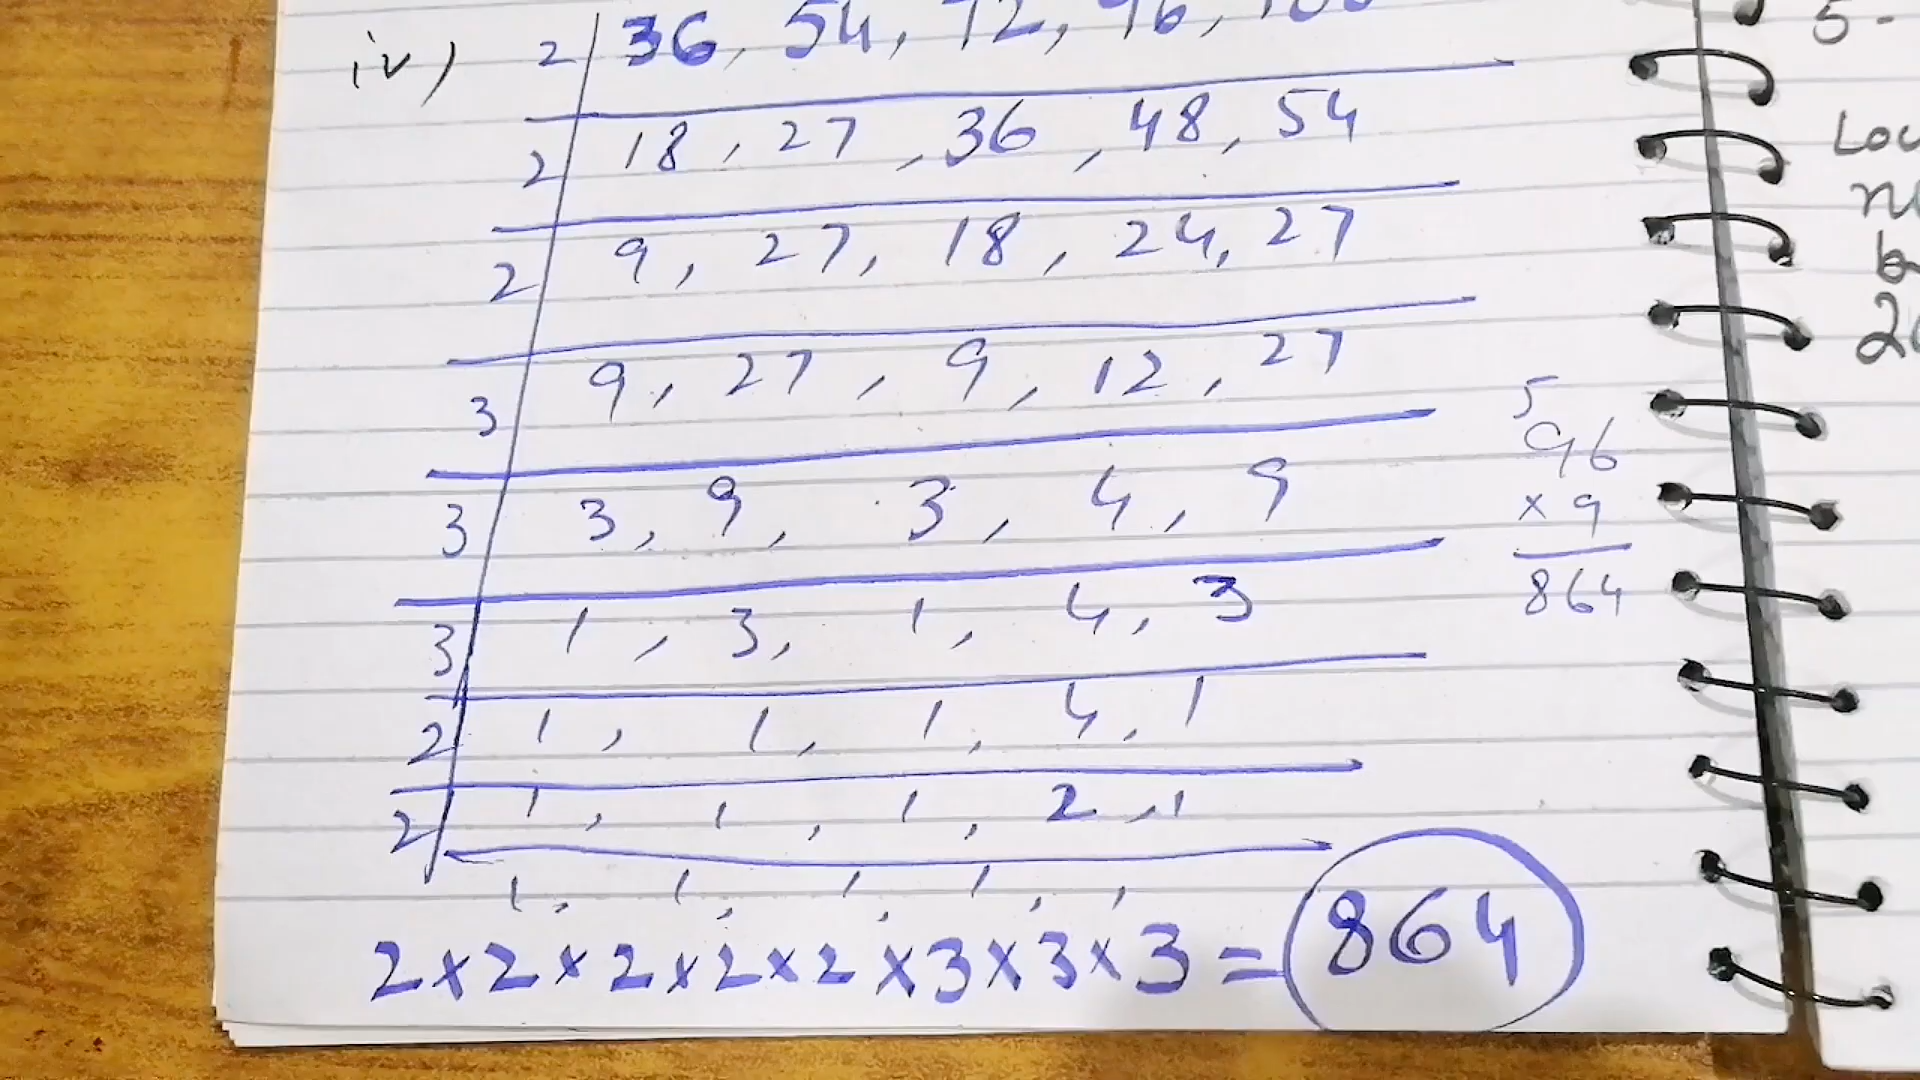 iv) 2 36, 54, 72, 96,
2 18, 27, 36, 48, 54
2 9, 27, 18, 24, 27
3 9, 27, 9, 12, 27
3 3, 9, 3, 4, 9
3 1, 3, 1, 4, 3
2 1, 1, 1, 4, 1
2 1, 1, 1, 2, 1
1, 1, 1, 1, 1
2×2×2×2×2×3×3×3 = 864
5
96
×9
864
5-